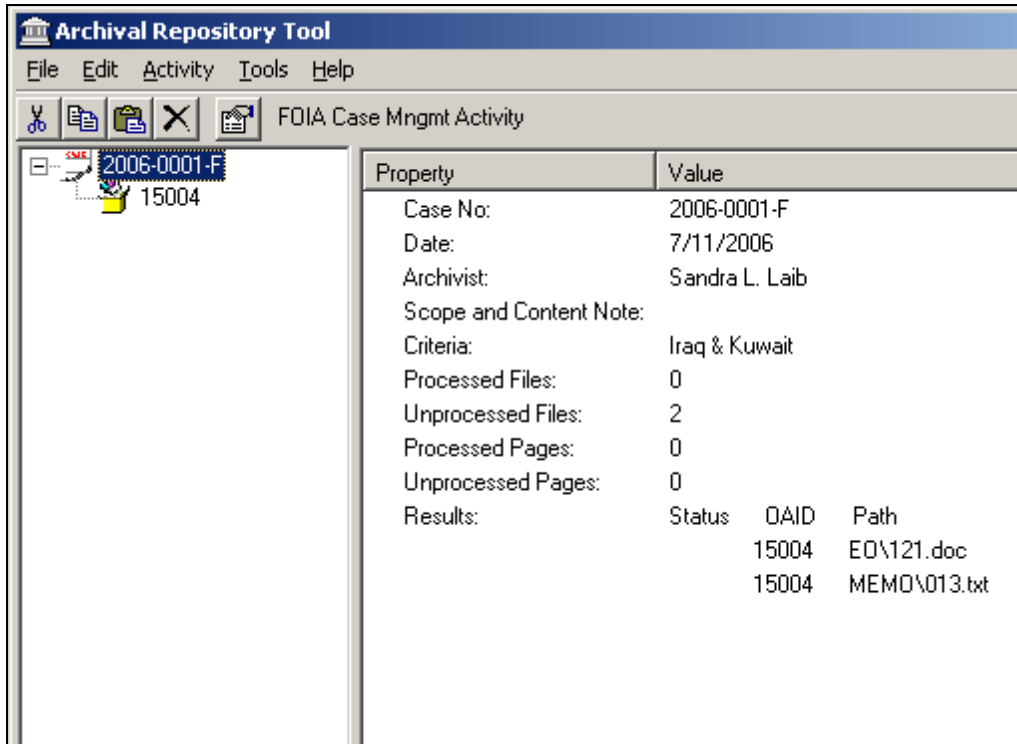 Archival Repository Tool
File Edit Activity Tools Help
FOIA Case Mngmt Activity
2006-0001-F
15004
Property Value
Case No: 2006-0001-F
Date: 7/11/2006
Archivist: Sandra L. Laib
Scope and Content Note:
Criteria: Iraq & Kuwait
Processed Files: 0
Unprocessed Files: 2
Processed Pages: 0
Unprocessed Pages: 0
Results: Status OAID Path
15004 EO\121.doc
15004 MEMO\013.txt